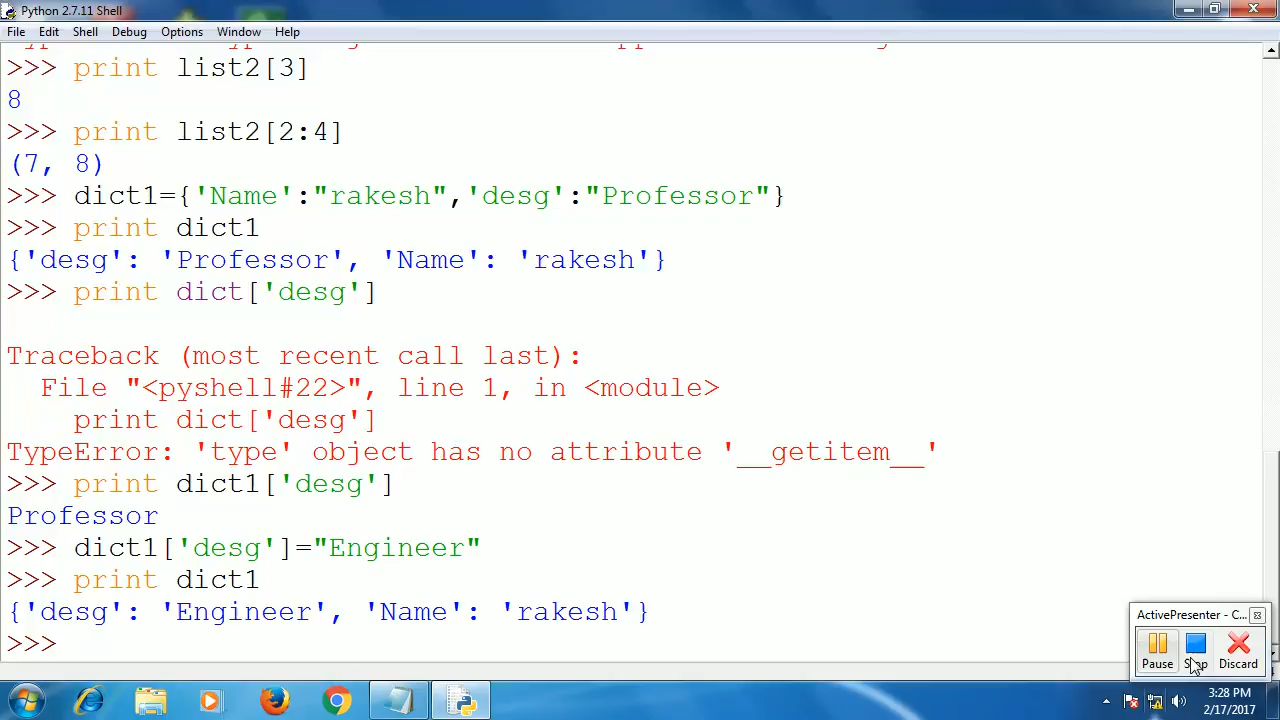 Python 2.7.11 Shell
File Edit Shell Debug Options Window Help
>>> print list2[3]
8
>>> print list2[2:4]
(7, 8)
>>> dict1={'Name':"rakesh",'desg':"Professor"}
>>> print dict1
{'desg': 'Professor', 'Name': 'rakesh'}
>>> print dict['desg']
Traceback (most recent call last):
  File "<pyshell#22>", line 1, in <module>
    print dict['desg']
TypeError: 'type' object has no attribute '__getitem__'
>>> print dict1['desg']
Professor
>>> dict1['desg']="Engineer"
>>> print dict1
{'desg': 'Engineer', 'Name': 'rakesh'}
>>>
ActivePresenter - C...
Pause Stop Discard
3:28 PM
2/17/2017